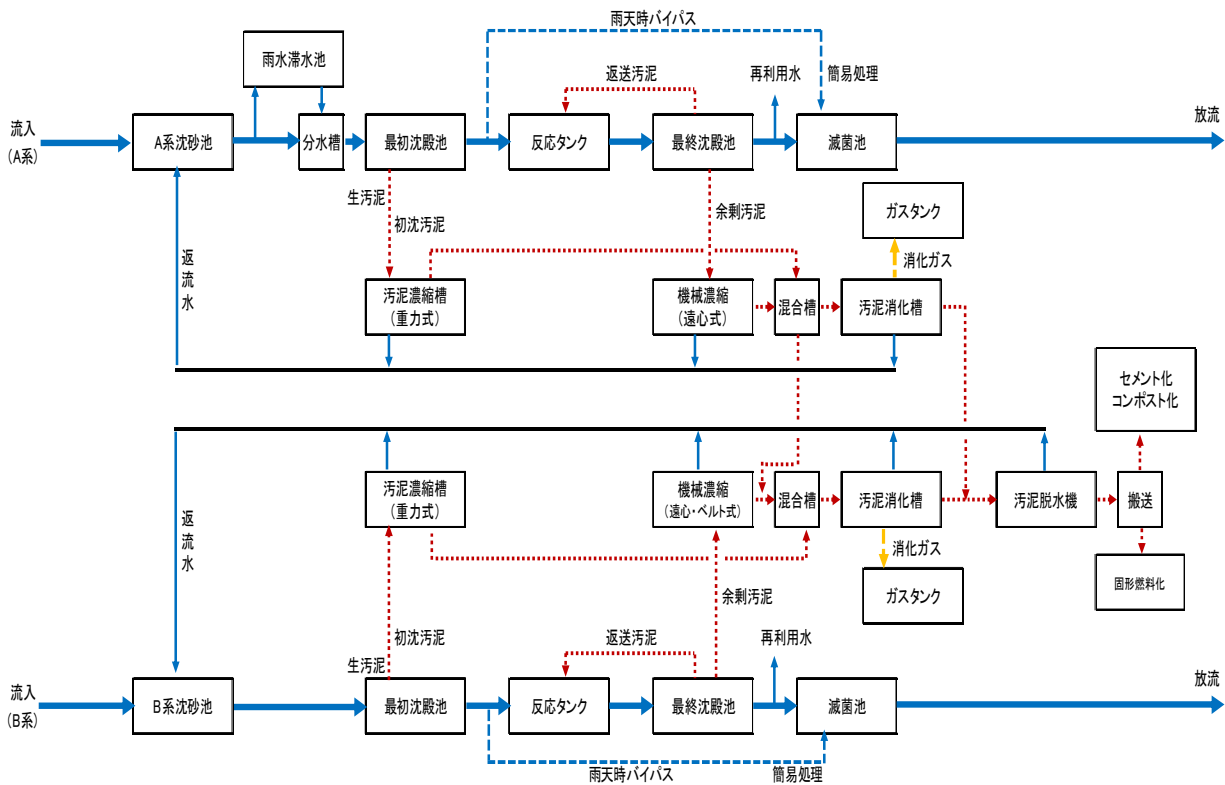 雨天時バイパス
雨水滞水池
返送汚泥
再利用水
簡易処理
流入
(A系)
A系沈砂池
分水槽
最初沈殿池
反応タンク
最終沈殿池
滅菌池
放流
生汚泥
初沈汚泥
余剰汚泥
ガスタンク
消化ガス
返
流
水
汚泥濃縮槽
(重力式)
機械濃縮
(遠心式)
混合槽
汚泥消化槽
セメント化
コンポスト化
返
流
水
汚泥濃縮槽
(重力式)
機械濃縮
(遠心・ベルト式)
混合槽
汚泥消化槽
汚泥脱水機
搬送
消化ガス
固形燃料化
ガスタンク
余剰汚泥
初沈汚泥
生汚泥
返送汚泥
再利用水
流入
(B系)
B系沈砂池
最初沈殿池
反応タンク
最終沈殿池
滅菌池
放流
雨天時バイパス
簡易処理